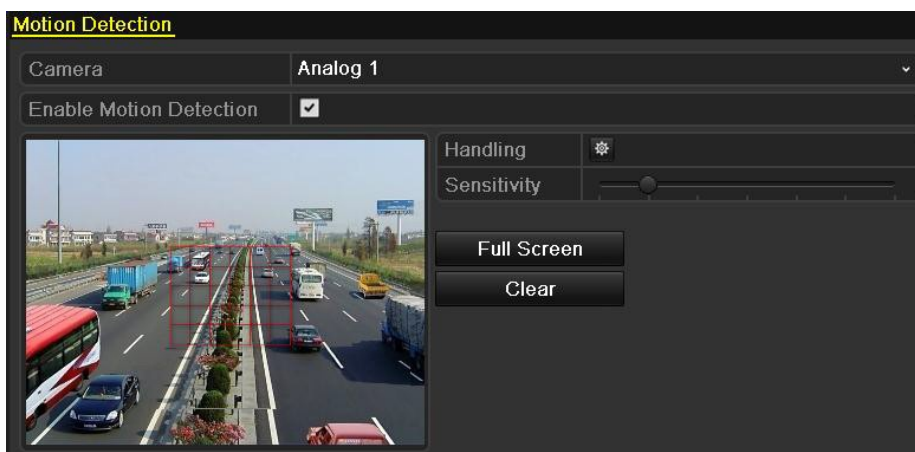 Motion Detection
Camera
Analog 1
Enable Motion Detection
Handling
Sensitivity
Full Screen
Clear